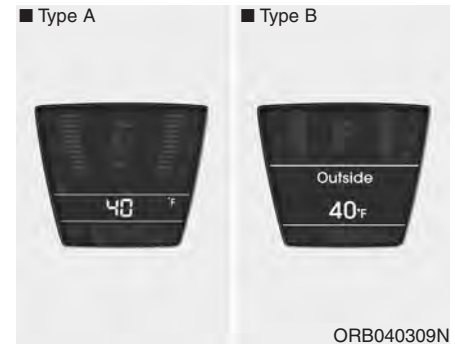 ■ Type A
■ Type B
40 °F
Outside
40°F
ORB040309N